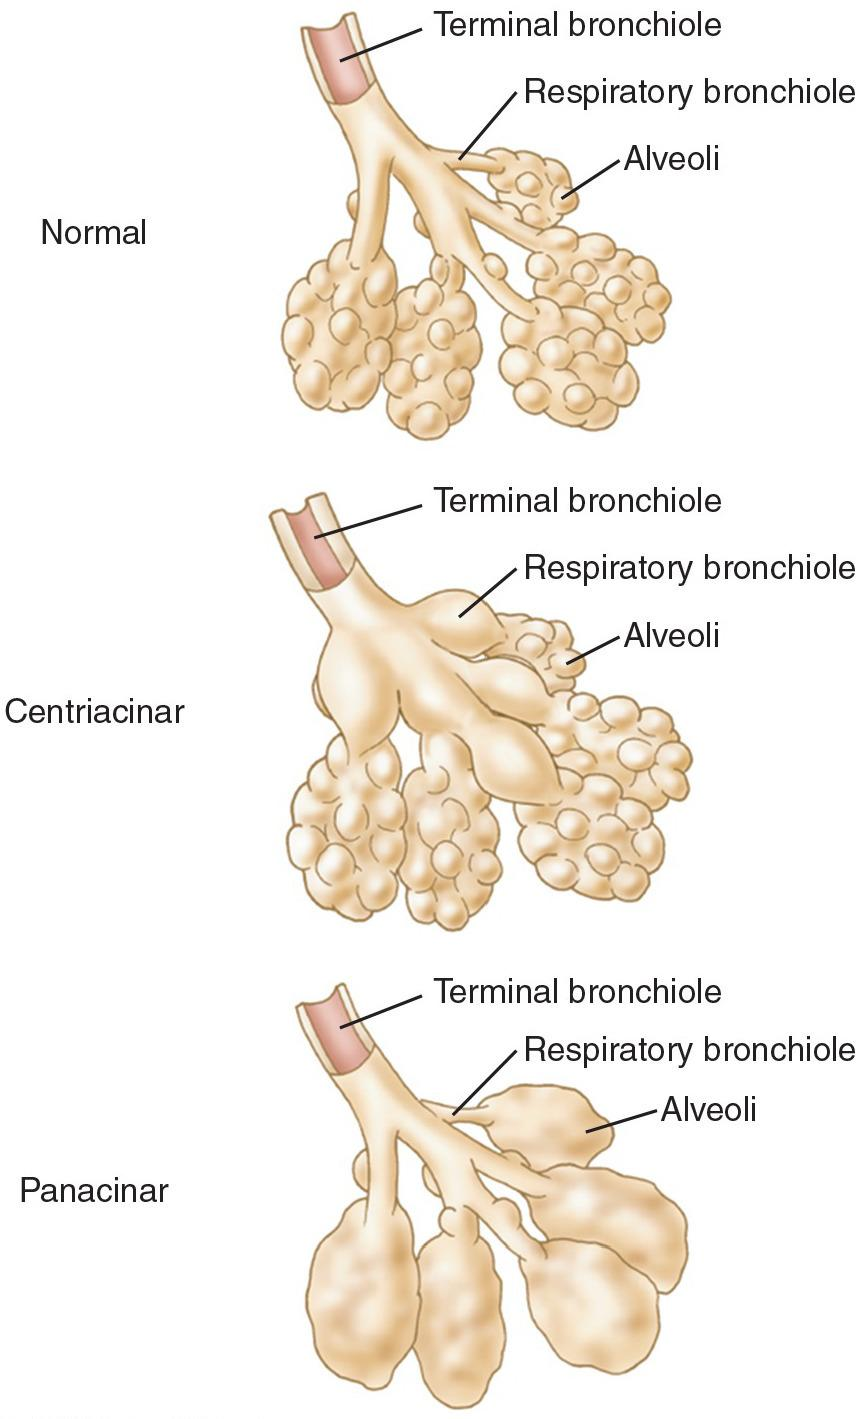 Terminal bronchiole
Respiratory bronchiole
Alveoli
Normal
Terminal bronchiole
Respiratory bronchiole
Alveoli
Centriacinar
Terminal bronchiole
Respiratory bronchiole
Alveoli
Panacinar